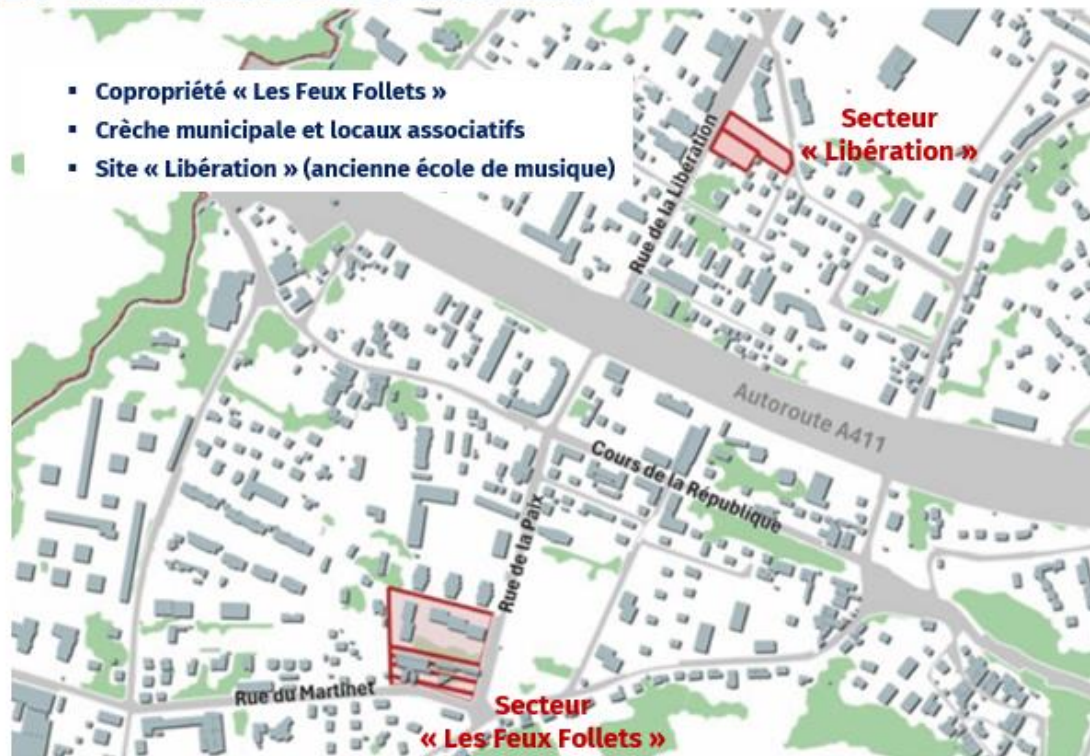 ▪ Copropriété « Les Feux Follets »
▪ Crèche municipale et locaux associatifs
▪ Site « Libération » (ancienne école de musique)
Secteur
« Libération »
Rue de la Libération
Autoroute A411
Cours de la République
Rue de la Paix
Rue du Martinet
Secteur
« Les Feux Follets »